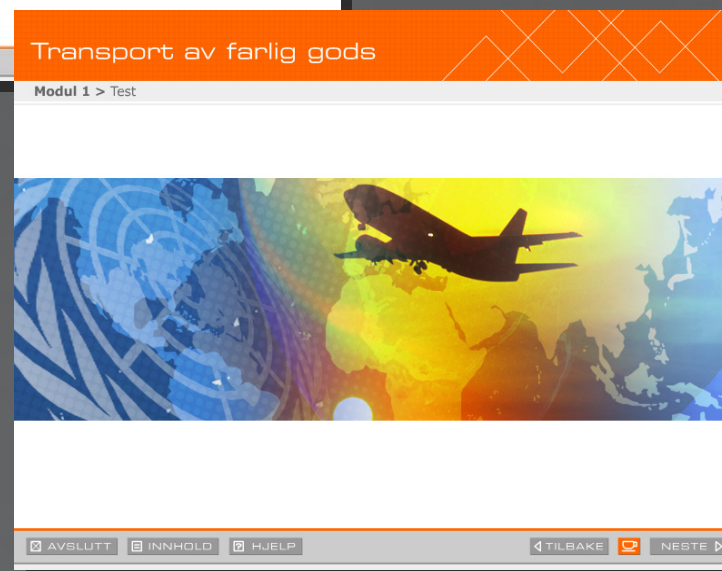 Transport av farlig gods
Modul 1 > Test
AVSLUTT INNHOLD HJELP TILBAKE NESTE